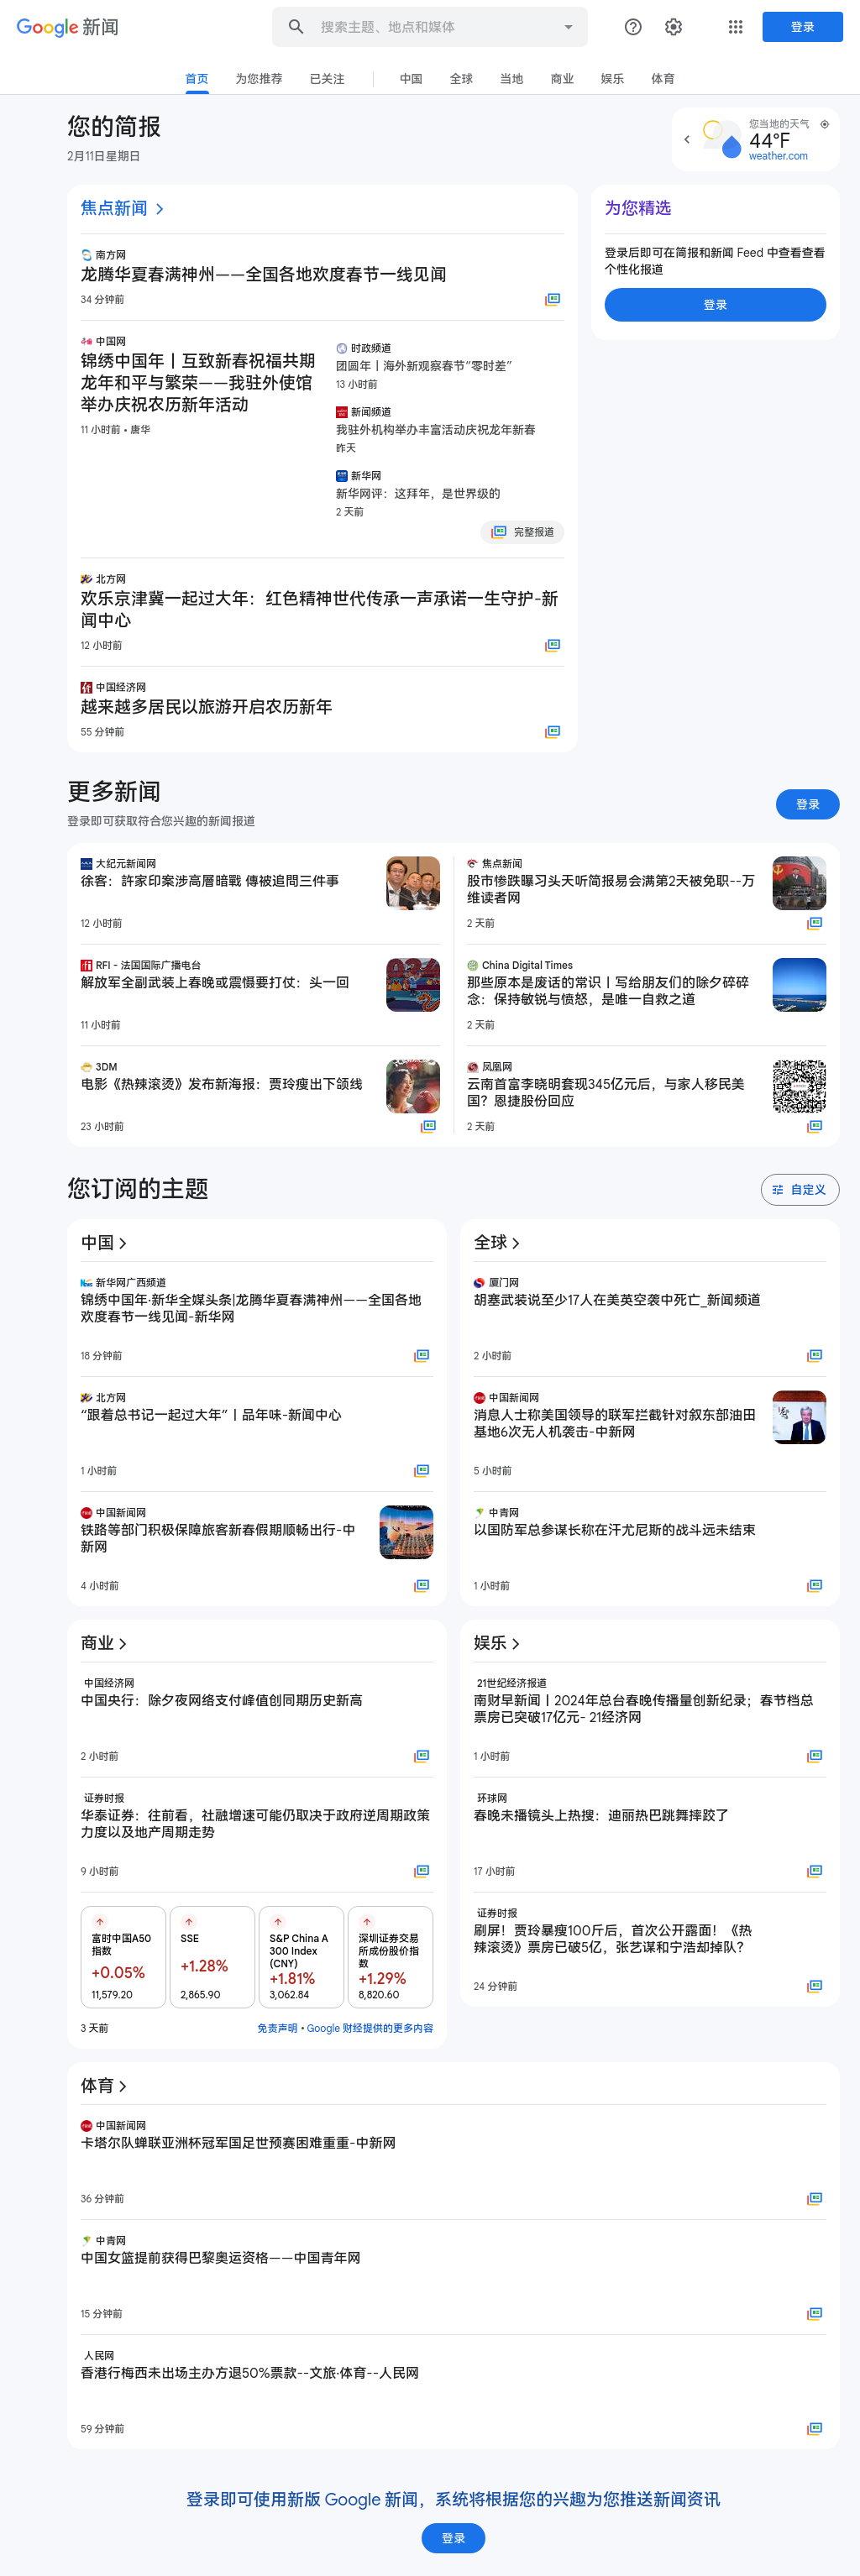 Google 新闻
搜索主题、地点和媒体
登录
首页
为您推荐
已关注
中国
全球
当地
商业
娱乐
体育
您的简报
2月11日星期日
您当地的天气
44°F
weather.com
焦点新闻
南方网
龙腾华夏春满神州——全国各地欢度春节一线见闻
34 分钟前
中国网
锦绣中国年丨互致新春祝福共期
龙年和平与繁荣——我驻外使馆
举办庆祝农历新年活动
11 小时前 • 唐华
时政频道
团圆年丨海外新观察春节“零时差”
13 小时前
新闻频道
我驻外机构举办丰富活动庆祝龙年新春
昨天
新华网
新华网评：这拜年，是世界级的
2 天前
完整报道
北方网
欢乐京津冀一起过大年：红色精神世代传承一声承诺一生守护-新
闻中心
12 小时前
中国经济网
越来越多居民以旅游开启农历新年
55 分钟前
为您精选
登录后即可在简报和新闻 Feed 中查看查看
个性化报道
登录
更多新闻
登录即可获取符合您兴趣的新闻报道
登录
大纪元新闻网
徐客：許家印案涉高層暗戰 傳被追問三件事
12 小时前
RFI - 法国国际广播电台
解放军全副武装上春晚或震慑要打仗：头一回
11 小时前
3DM
电影《热辣滚烫》发布新海报：贾玲瘦出下颌线
23 小时前
焦点新闻
股市惨跌曝习头天听简报易会满第2天被免职--万
维读者网
2 天前
China Digital Times
那些原本是废话的常识丨写给朋友们的除夕碎碎
念：保持敏锐与愤怒，是唯一自救之道
2 天前
凤凰网
云南首富李晓明套现345亿元后，与家人移民美
国？恩捷股份回应
2 天前
您订阅的主题
自定义
中国
新华网广西频道
锦绣中国年·新华全媒头条|龙腾华夏春满神州——全国各地
欢度春节一线见闻-新华网
18 分钟前
北方网
“跟着总书记一起过大年”丨品年味-新闻中心
1 小时前
中国新闻网
铁路等部门积极保障旅客新春假期顺畅出行-中
新网
4 小时前
全球
厦门网
胡塞武装说至少17人在美英空袭中死亡_新闻频道
2 小时前
中国新闻网
消息人士称美国领导的联军拦截针对叙东部油田
基地6次无人机袭击-中新网
5 小时前
中青网
以国防军总参谋长称在汗尤尼斯的战斗远未结束
1 小时前
商业
中国经济网
中国央行：除夕夜网络支付峰值创同期历史新高
2 小时前
证券时报
华泰证券：往前看，社融增速可能仍取决于政府逆周期政策
力度以及地产周期走势
9 小时前
富时中国A50
指数
+0.05%
11,579.20
SSE
+1.28%
2,865.90
S&P China A
300 Index
(CNY)
+1.81%
3,062.84
深圳证券交易
所成份股价指
数
+1.29%
8,820.60
3 天前
免责声明 • Google 财经提供的更多内容
娱乐
21世纪经济报道
南财早新闻丨2024年总台春晚传播量创新纪录；春节档总
票房已突破17亿元- 21经济网
1 小时前
环球网
春晚未播镜头上热搜：迪丽热巴跳舞摔跤了
17 小时前
证券时报
刷屏！贾玲暴瘦100斤后，首次公开露面！《热
辣滚烫》票房已破5亿，张艺谋和宁浩却掉队？
24 分钟前
体育
中国新闻网
卡塔尔队蝉联亚洲杯冠军国足世预赛困难重重-中新网
36 分钟前
中青网
中国女篮提前获得巴黎奥运资格——中国青年网
15 分钟前
人民网
香港行梅西未出场主办方退50%票款--文旅·体育--人民网
59 分钟前
登录即可使用新版 Google 新闻，系统将根据您的兴趣为您推送新闻资讯
登录